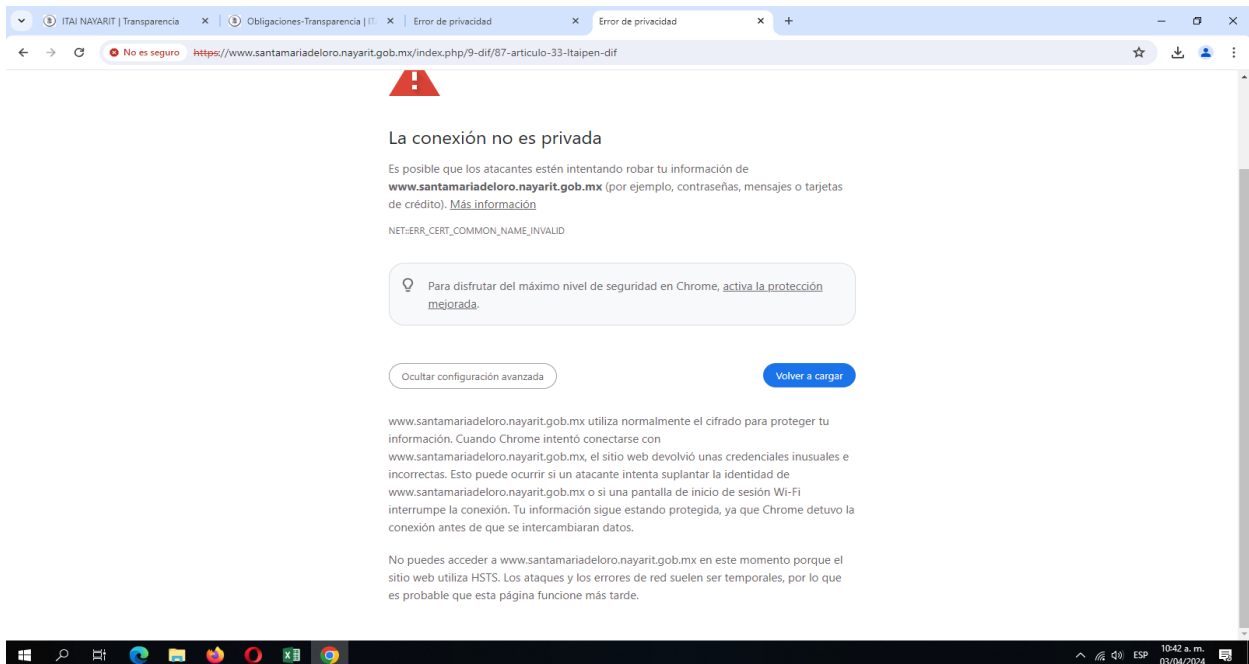 ITAI NAYARIT | Transparencia
Obligaciones-Transparencia | IT
Error de privacidad
Error de privacidad
No es seguro
https://www.santamariadeloro.nayarit.gob.mx/index.php/9-dif/87-articulo-33-ltaipen-dif
La conexión no es privada
Es posible que los atacantes estén intentando robar tu información de
www.santamariadeloro.nayarit.gob.mx (por ejemplo, contraseñas, mensajes o tarjetas
de crédito). Más información
NET::ERR_CERT_COMMON_NAME_INVALID
Para disfrutar del máximo nivel de seguridad en Chrome, activa la protección
mejorada.
Ocultar configuración avanzada
Volver a cargar
www.santamariadeloro.nayarit.gob.mx utiliza normalmente el cifrado para proteger tu
información. Cuando Chrome intentó conectarse con
www.santamariadeloro.nayarit.gob.mx, el sitio web devolvió unas credenciales inusuales e
incorrectas. Esto puede ocurrir si un atacante intenta suplantar la identidad de
www.santamariadeloro.nayarit.gob.mx o si una pantalla de inicio de sesión Wi-Fi
interrumpe la conexión. Tu información sigue estando protegida, ya que Chrome detuvo la
conexión antes de que se intercambiaran datos.
No puedes acceder a www.santamariadeloro.nayarit.gob.mx en este momento porque el
sitio web utiliza HSTS. Los ataques y los errores de red suelen ser temporales, por lo que
es probable que esta página funcione más tarde.
ESP
10:42 a. m.
03/04/2024